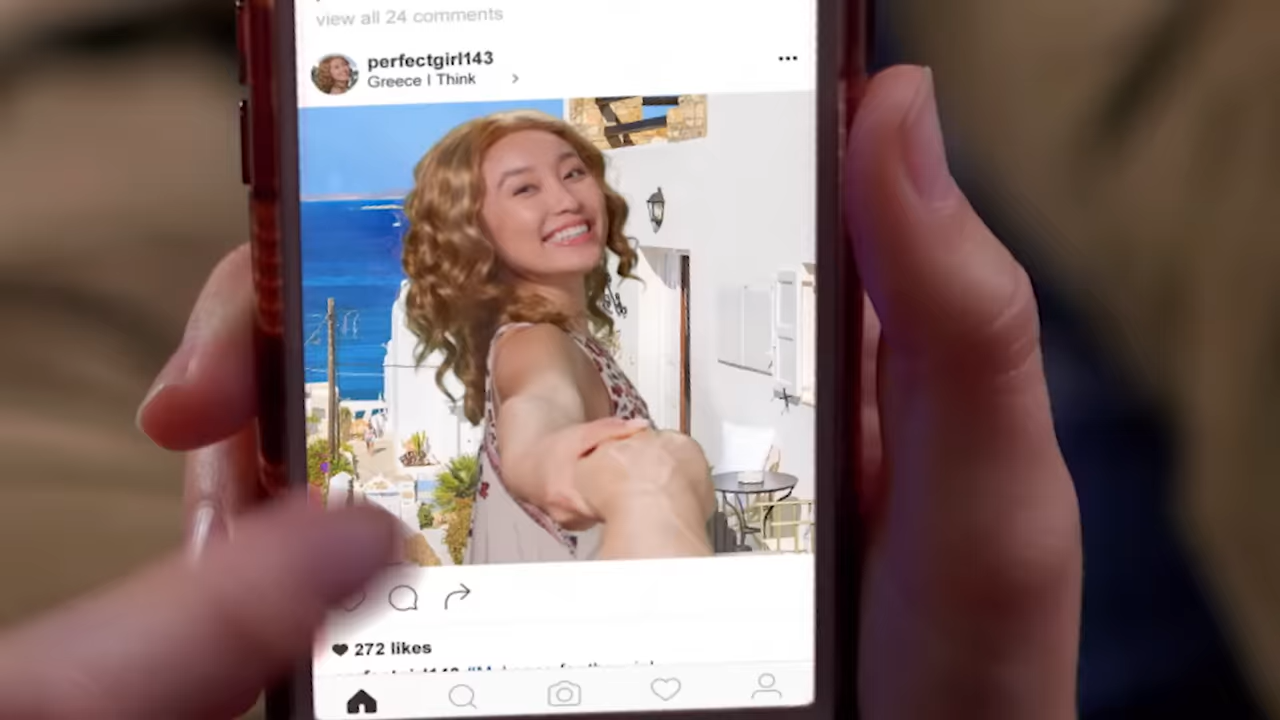 view all 24 comments
perfectgirl143
Greece I Think
272 likes